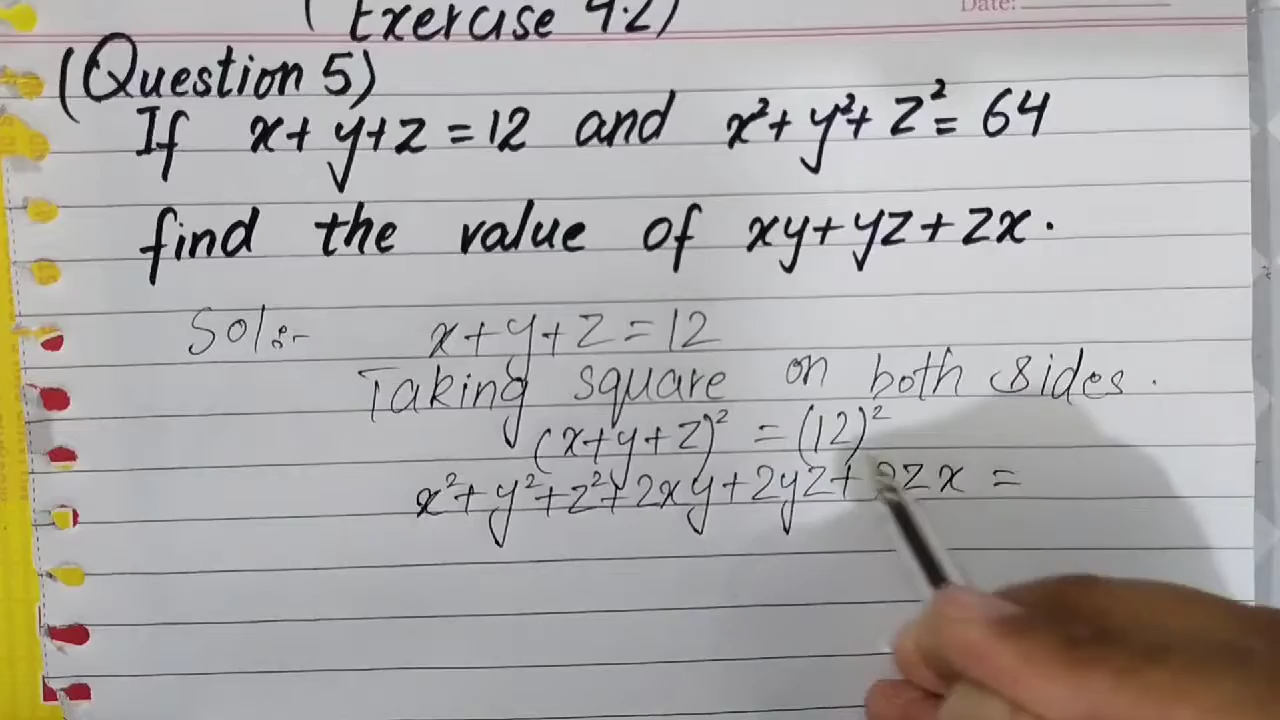 (Exercise 4.2)
Date:
(Question 5)
If x+y+z=12 and x²+y²+z²=64
find the value of xy+yz+zx.
Sol:- x+y+z=12
Taking square on both sides.
(x+y+z)²=(12)²
x²+y²+z²+2xy+2yz+2zx=